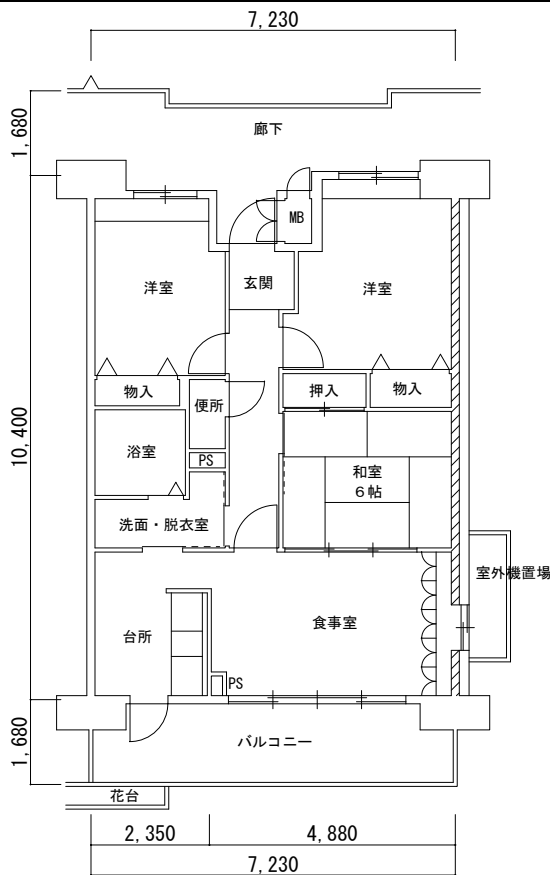 7,230
1,680
廊下
MB
玄関
洋室
洋室
物入
便所
押入
物入
10,400
浴室
PS
和室
6帖
洗面・脱衣室
室外機置場
食事室
台所
PS
1,680
バルコニー
花台
2,350
4,880
7,230